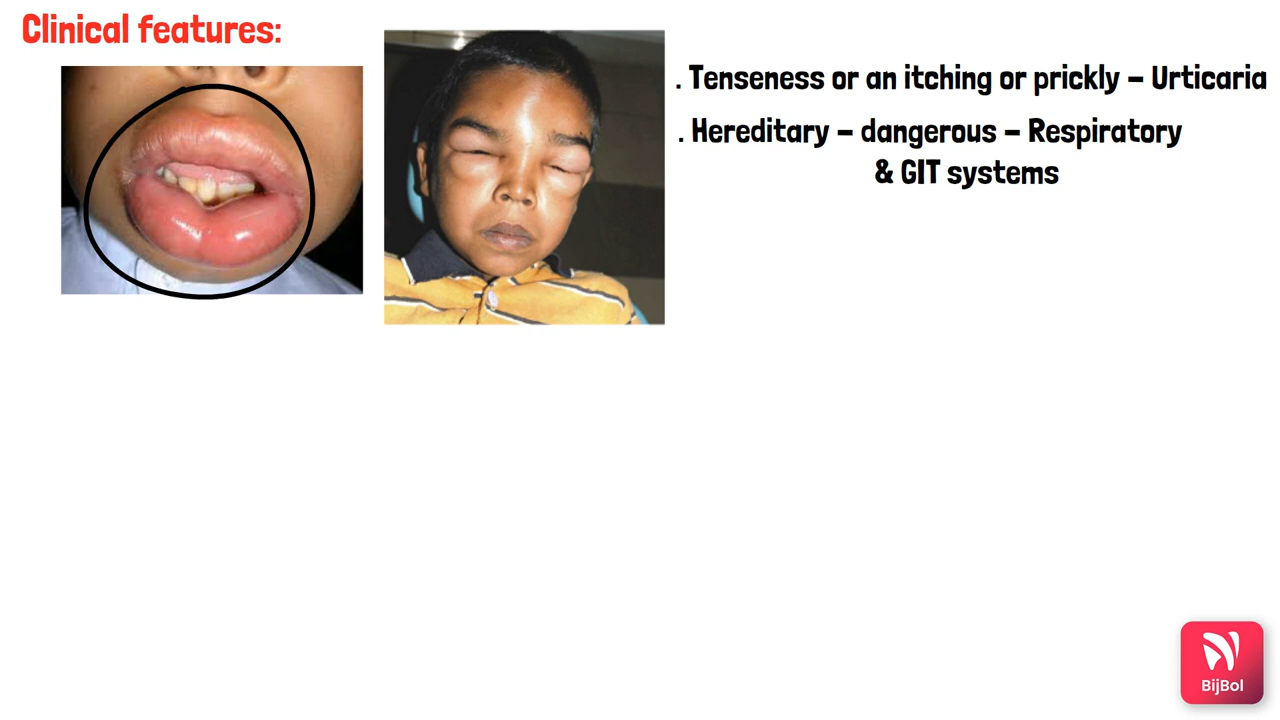 Clinical features:
. Tenseness or an itching or prickly – Urticaria
. Hereditary – dangerous – Respiratory
& GIT systems
BijBol